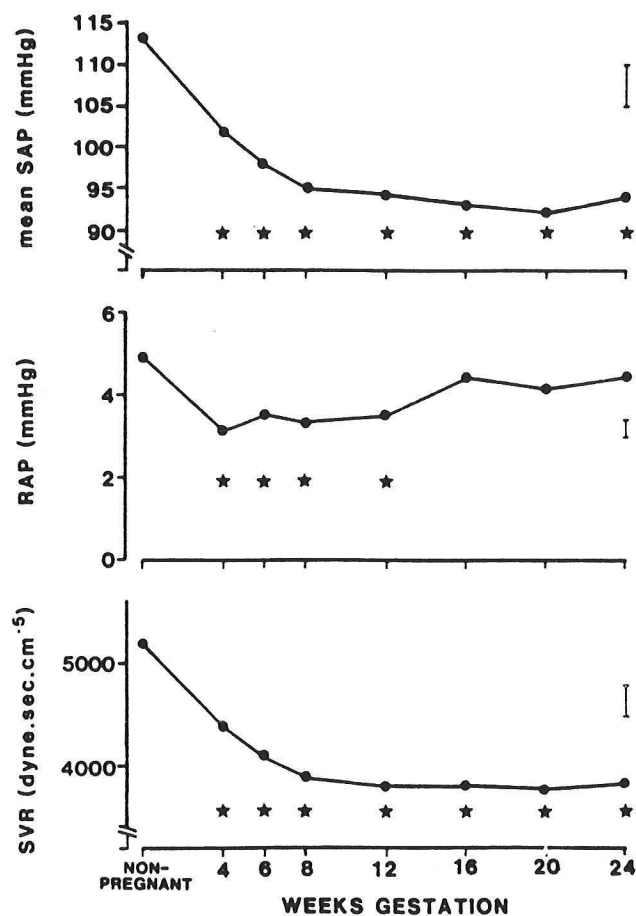 mean SAP (mmHg)
115
110
105
100
95
90
RAP (mmHg)
6
4
2
0
SVR (dyne.sec.cm-5)
5000
4000
NON-
PREGNANT
4 6 8 12 16 20 24
WEEKS GESTATION